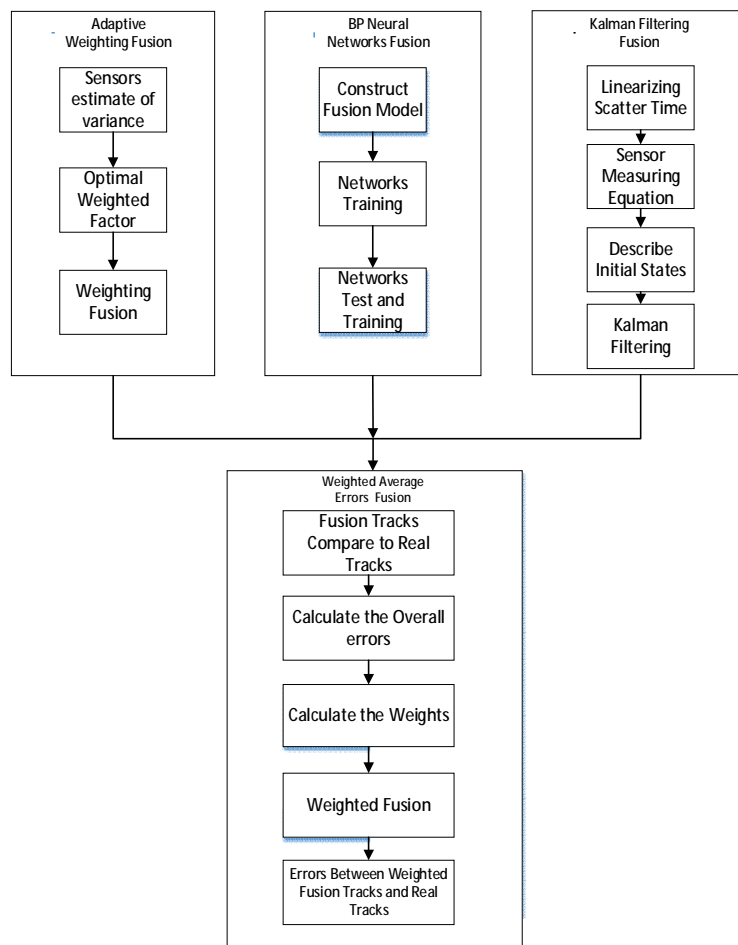 Adaptive
Weighting Fusion
Sensors
estimate of
variance
Optimal
Weighted
Factor
Weighting
Fusion
BP Neural
Networks Fusion
Construct
Fusion Model
Networks
Training
Networks
Test and
Training
Kalman Filtering
Fusion
Linearizing
Scatter Time
Sensor
Measuring
Equation
Describe
Initial States
Kalman
Filtering
Weighted Average
Errors Fusion
Fusion Tracks
Compare to Real
Tracks
Calculate the Overall
errors
Calculate the Weights
Weighted Fusion
Errors Between Weighted
Fusion Tracks and Real
Tracks